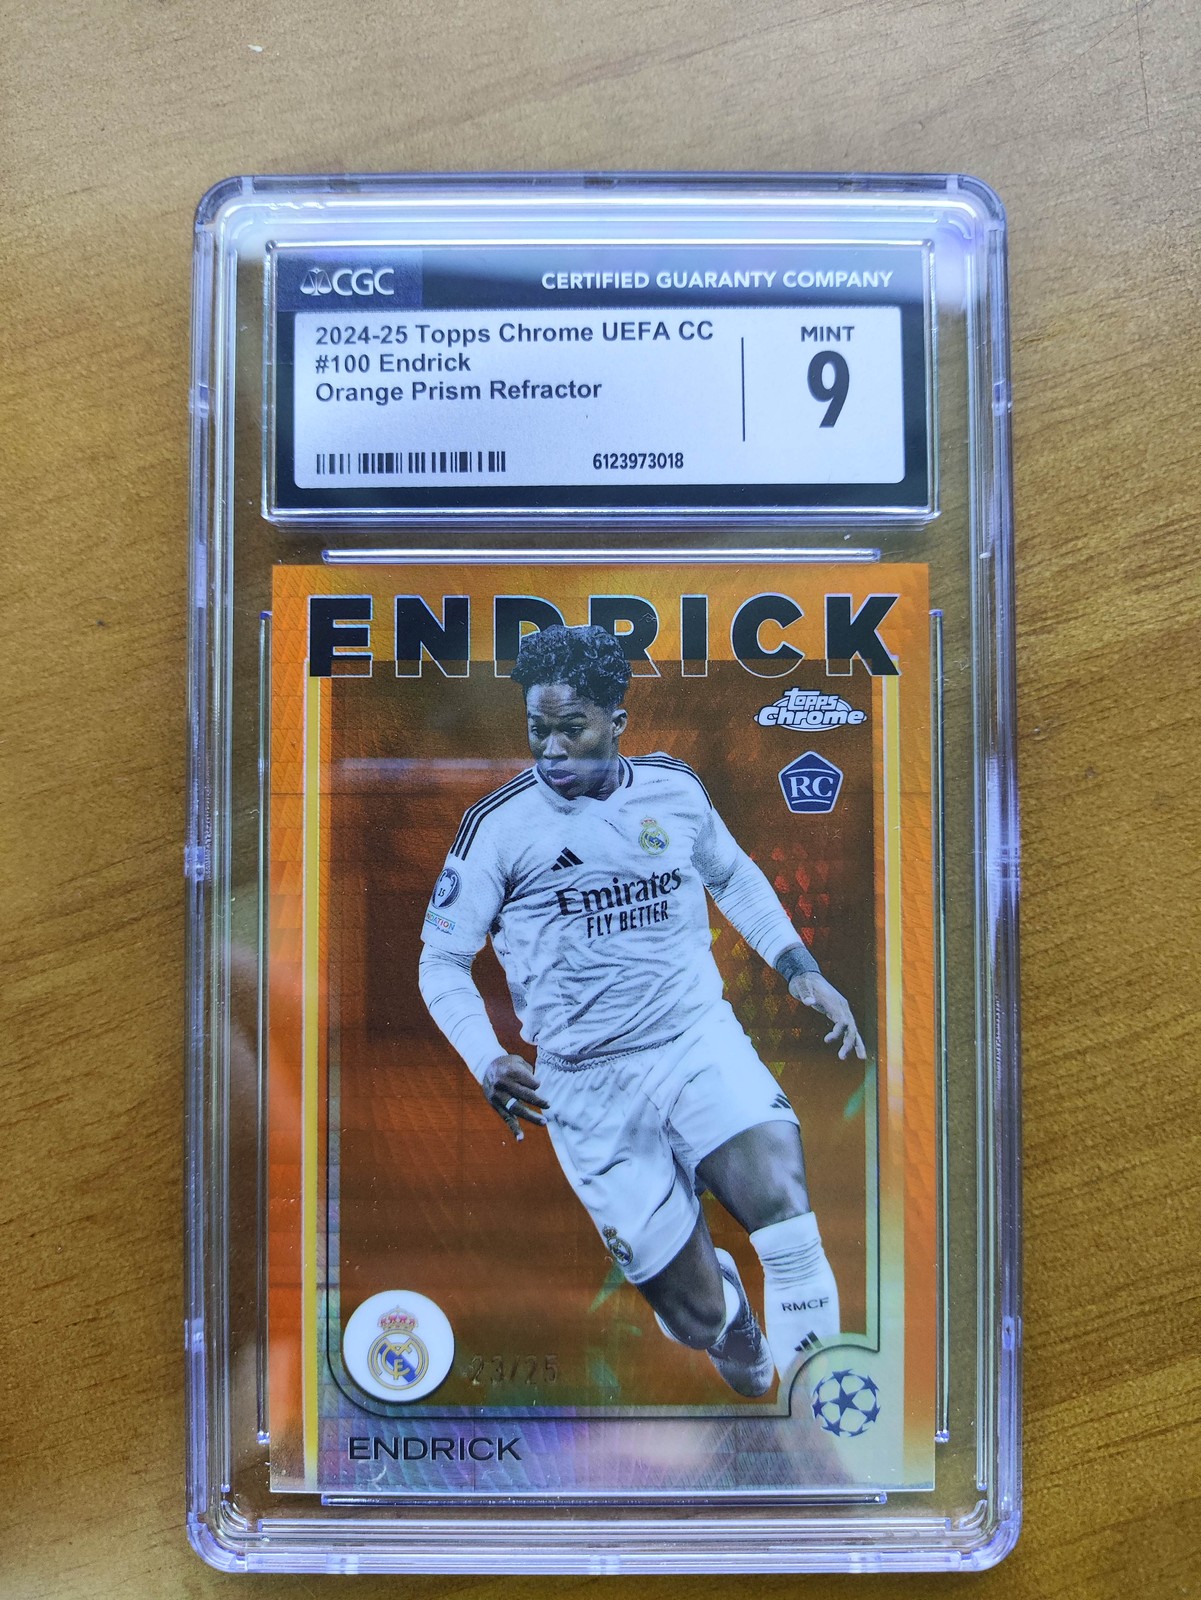 CGC
CERTIFIED GUARANTY COMPANY
2024-25 Topps Chrome UEFA CC
#100 Endrick
Orange Prism Refractor
MINT
9
6123973018
ENDRICK
Topps
Chrome
RC
15
Emirates
FLY BETTER
RMCF
23/25
ENDRICK